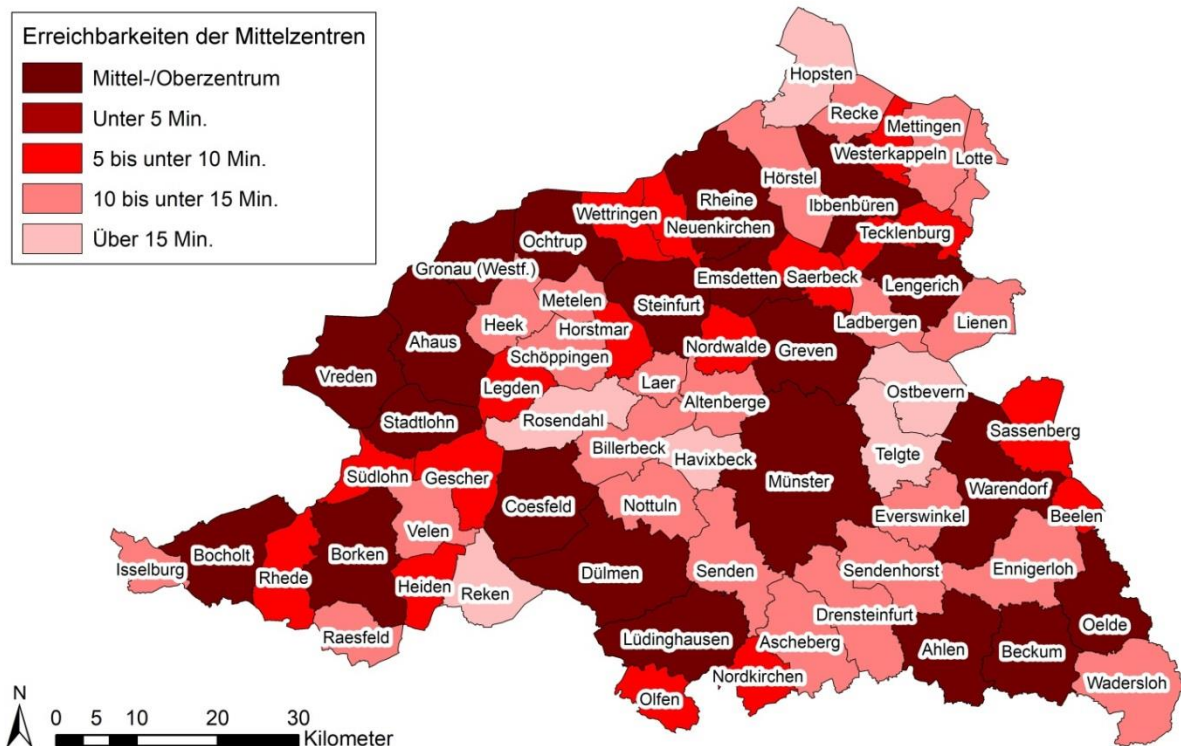 Erreichbarkeiten der Mittelzentren
Mittel-/Oberzentrum
Unter 5 Min.
5 bis unter 10 Min.
10 bis unter 15 Min.
Über 15 Min.
Hopsten
Recke
Mettingen
Westerkappeln
Lotte
Hörstel
Rheine
Ibbenbüren
Wettringen
Neuenkirchen
Tecklenburg
Ochtrup
Gronau (Westf.)
Emsdetten
Saerbeck
Lengerich
Metelen
Steinfurt
Heek
Horstmar
Ladbergen
Lienen
Ahaus
Schöppingen
Nordwalde
Greven
Vreden
Legden
Laer
Ostbevern
Altenberge
Stadtlohn
Rosendahl
Sassenberg
Billerbeck
Havixbeck
Telgte
Südlohn
Gescher
Münster
Warendorf
Coesfeld
Nottuln
Everswinkel
Beelen
Velen
Bocholt
Borken
Isselburg
Rhede
Heiden
Reken
Dülmen
Senden
Sendenhorst
Ennigerloh
Drensteinfurt
Raesfeld
Lüdinghausen
Ascheberg
Oelde
Ahlen
Beckum
Nordkirchen
Olfen
Wadersloh
N
0 5 10 20 30
Kilometer